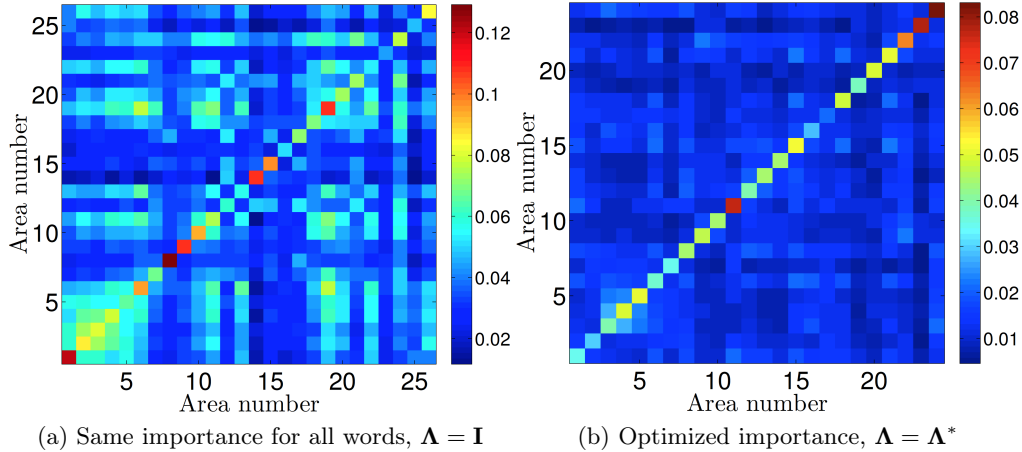 25
20
15
10
5
Area number
5 10 15 20 25
Area number
0.12
0.1
0.08
0.06
0.04
0.02
(a) Same importance for all words, Λ = I
20
15
10
5
Area number
5 10 15 20
Area number
0.08
0.07
0.06
0.05
0.04
0.03
0.02
0.01
(b) Optimized importance, Λ = Λ*